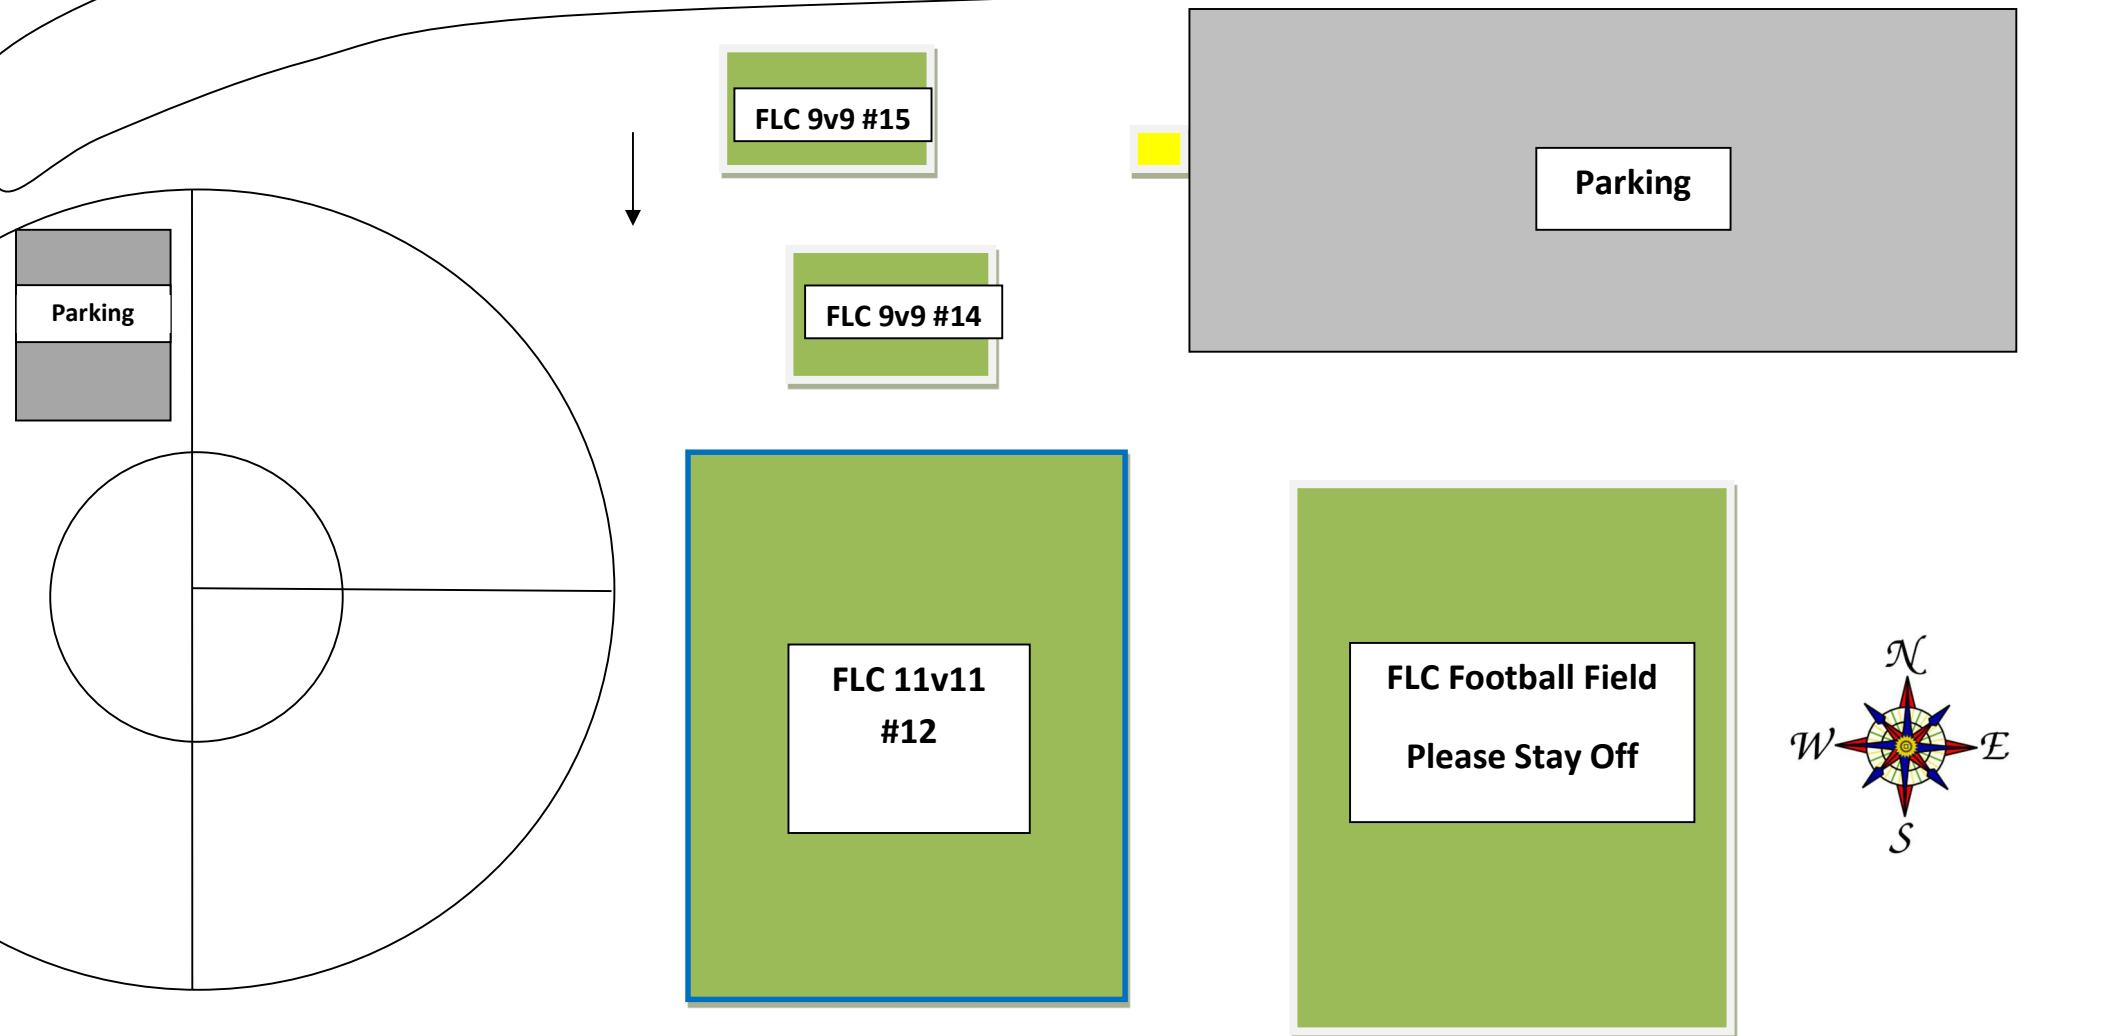 FLC 9v9 #15
Parking
Parking
FLC 9v9 #14
FLC 11v11
#12
FLC Football Field
Please Stay Off
N
W
E
S